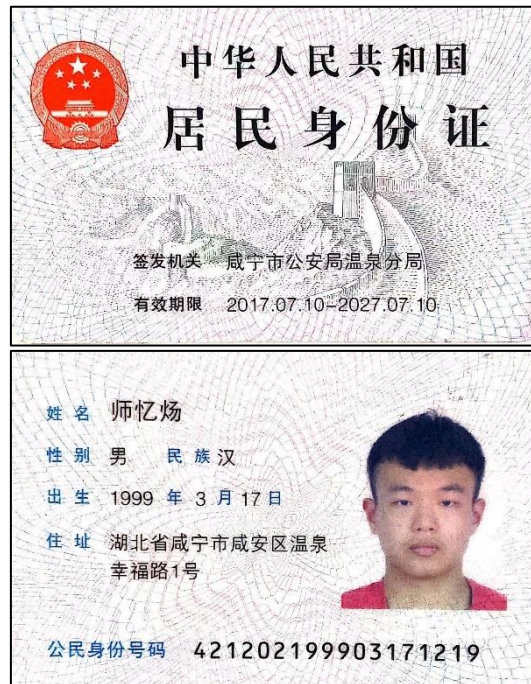 中华人民共和国
居民身份证
签发机关 咸宁市公安局温泉分局
有效期限 2017.07.10-2027.07.10
姓名 师忆炀
性别 男 民族 汉
出生 1999 年 3 月 17 日
住址 湖北省咸宁市咸安区温泉
幸福路1号
公民身份号码 421202199903171219